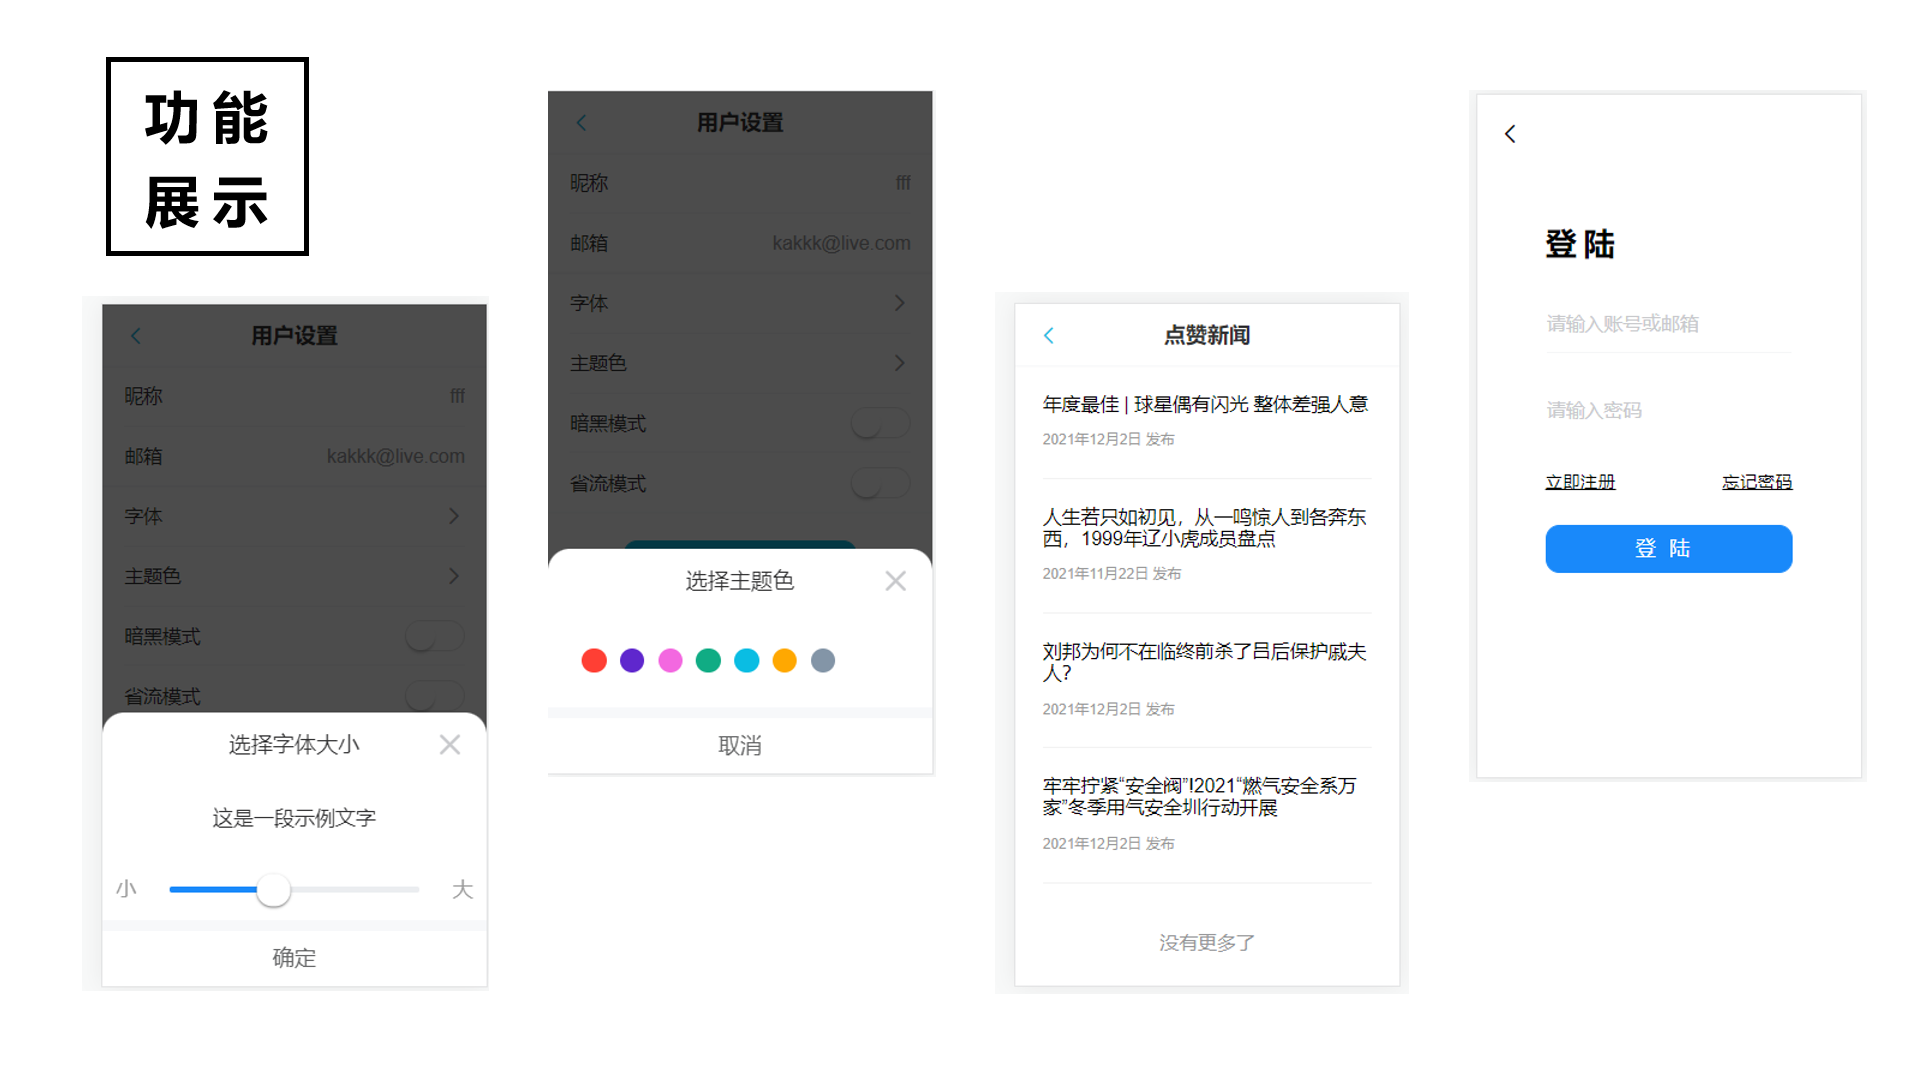 功能
展示
用户设置
昵称
fff
邮箱
kakkk@live.com
字体
主题色
暗黑模式
省流模式
选择字体大小
这是一段示例文字
小
大
确定
用户设置
昵称
fff
邮箱
kakkk@live.com
字体
主题色
暗黑模式
省流模式
选择主题色
取消
点赞新闻
年度最佳 | 球星偶有闪光 整体差强人意
2021年12月2日 发布
人生若只如初见，从一鸣惊人到各奔东
西，1999年辽小虎成员盘点
2021年11月22日 发布
刘邦为何不在临终前杀了吕后保护戚夫
人?
2021年12月2日 发布
牢牢拧紧“安全阀”!2021“燃气安全系万
家”冬季用气安全圳行动开展
2021年12月2日 发布
没有更多了
登陆
请输入账号或邮箱
请输入密码
立即注册
忘记密码
登 陆